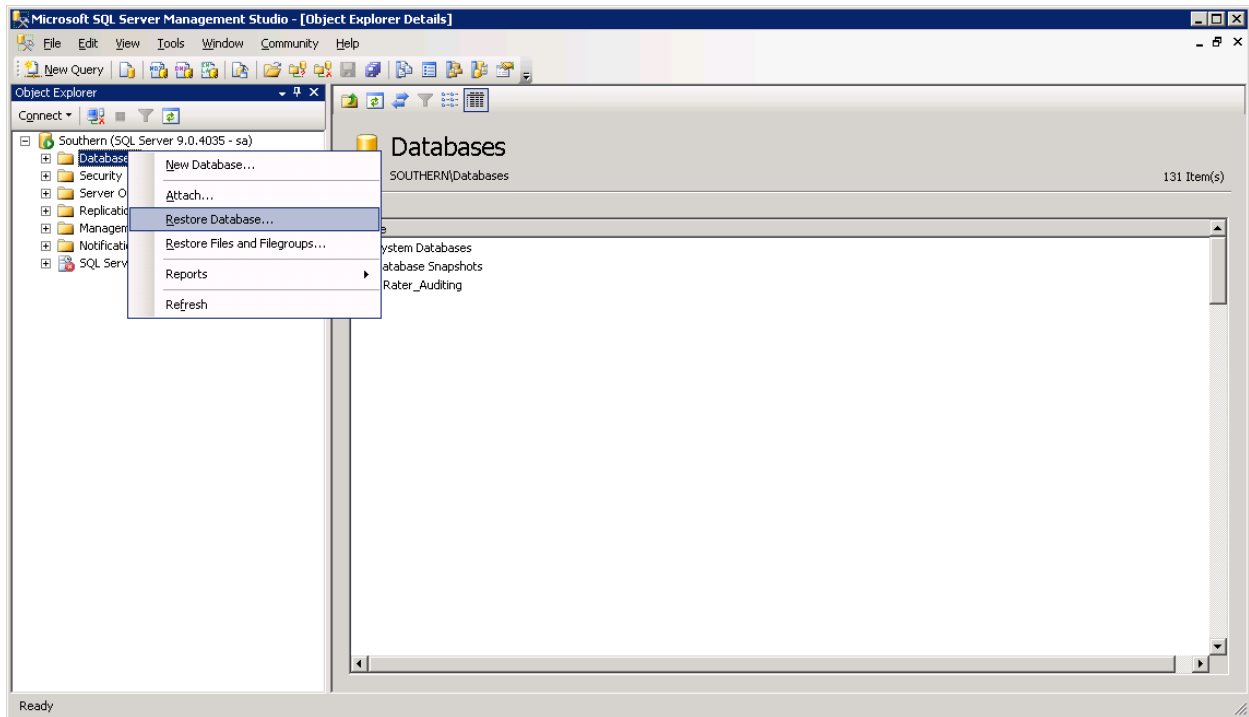 Microsoft SQL Server Management Studio - [Object Explorer Details]
File Edit View Tools Window Community Help
New Query
Object Explorer
Connect
Southern (SQL Server 9.0.4035 - sa)
Database
Security
Server O
Replicatio
Managem
Notificati
SQL Serv
New Database...
Attach...
Restore Database...
Restore Files and Filegroups...
Reports
Refresh
Databases
SOUTHERN\Databases
131 Item(s)
ystem Databases
atabase Snapshots
Rater_Auditing
Ready